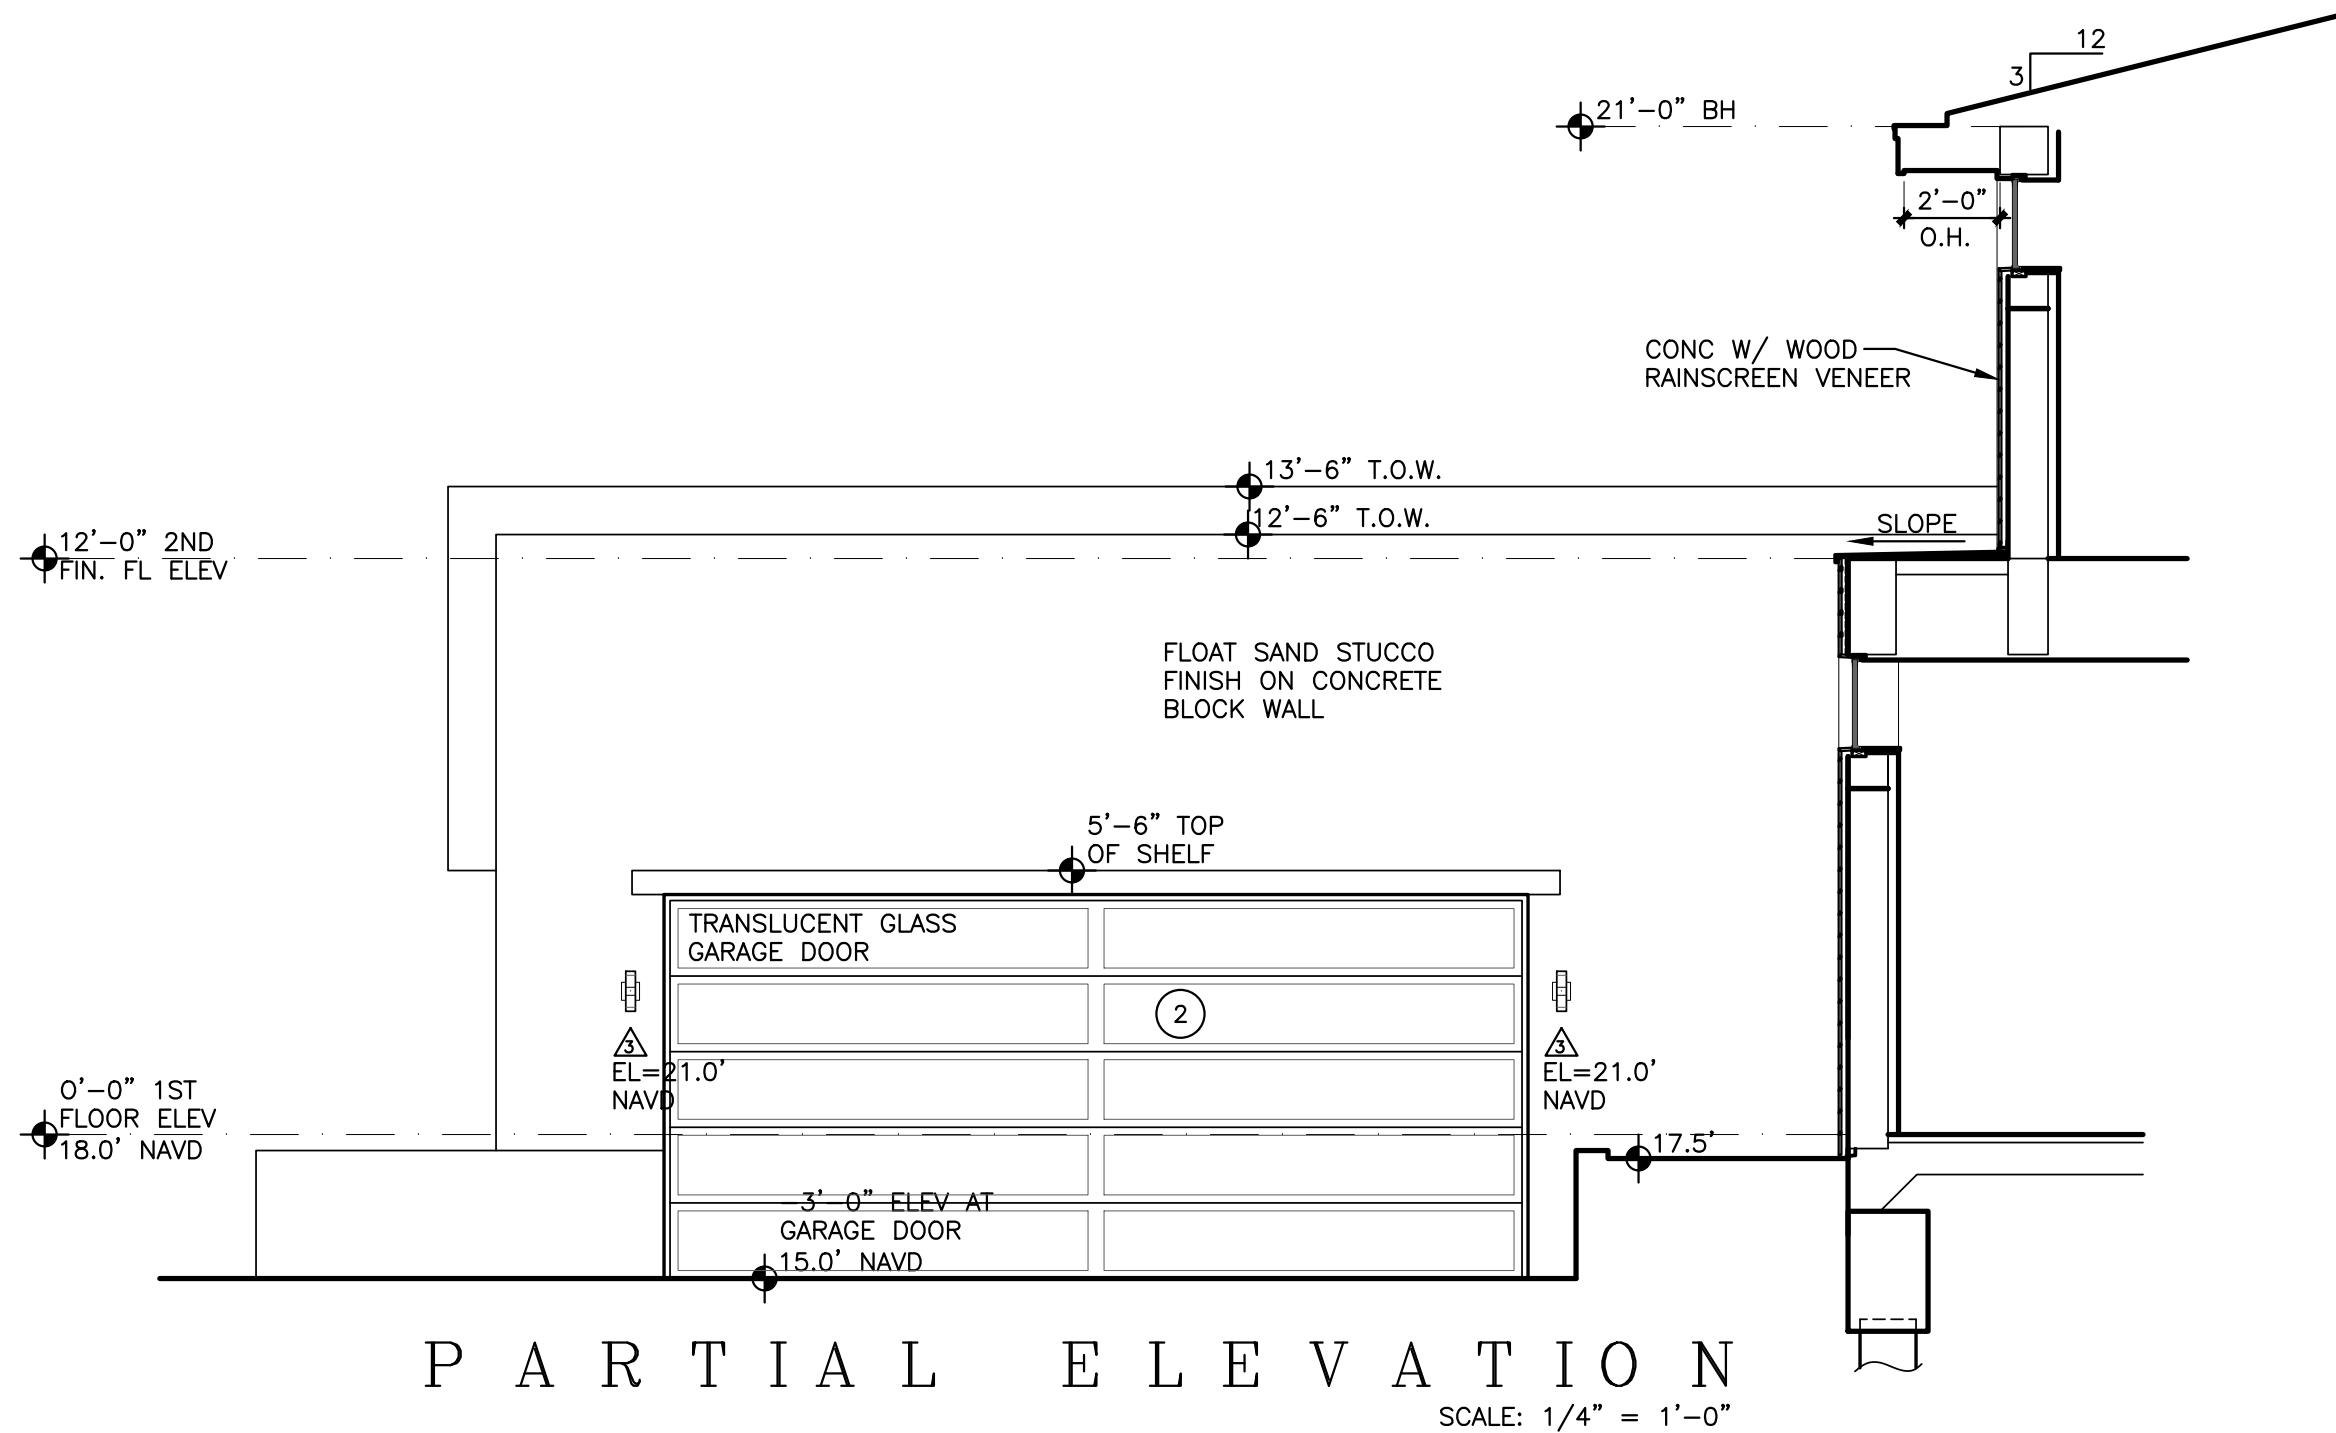 12
3
21'-0" BH
2'-0"
O.H.
CONC W/ WOOD
RAINSCREEN VENEER
13'-6" T.O.W.
12'-6" T.O.W.
SLOPE
12'-0" 2ND
FIN. FL ELEV
FLOAT SAND STUCCO
FINISH ON CONCRETE
BLOCK WALL
5'-6" TOP
OF SHELF
TRANSLUCENT GLASS
GARAGE DOOR
2
3
EL=21.0'
NAVD
3
EL=21.0'
NAVD
0'-0" 1ST
FLOOR ELEV
18.0' NAVD
17.5'
-3'-0" ELEV AT
GARAGE DOOR
15.0' NAVD
PARTIAL ELEVATION
SCALE: 1/4" = 1'-0"